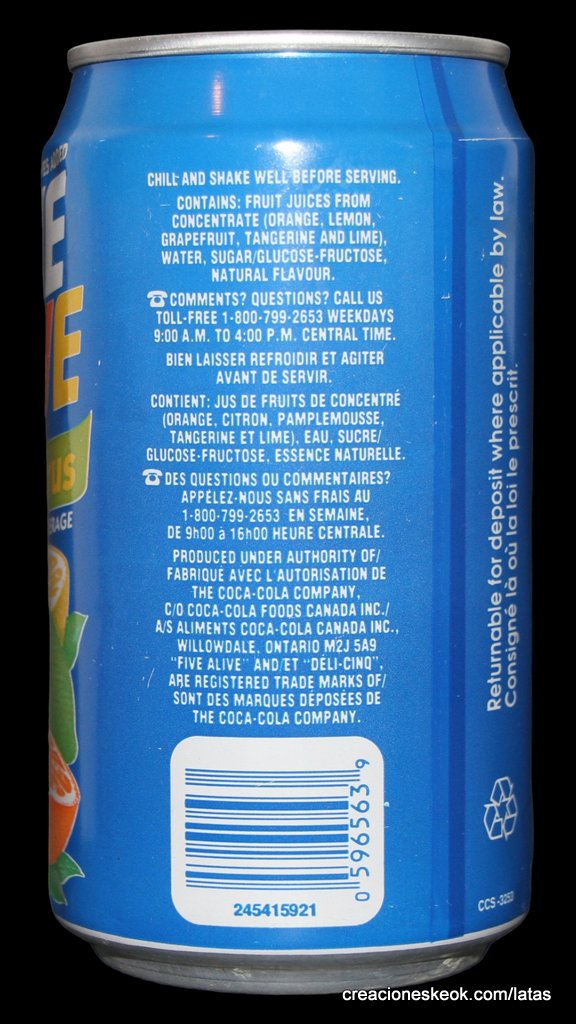 CHILL AND SHAKE WELL BEFORE SERVING.
CONTAINS: FRUIT JUICES FROM
CONCENTRATE (ORANGE, LEMON,
GRAPEFRUIT, TANGERINE AND LIME),
WATER, SUGAR/GLUCOSE-FRUCTOSE,
NATURAL FLAVOUR.
☎COMMENTS? QUESTIONS? CALL US
TOLL-FREE 1-800-799-2653 WEEKDAYS
9:00 A.M. TO 4:00 P.M. CENTRAL TIME.
BIEN LAISSER REFROIDIR ET AGITER
AVANT DE SERVIR.
CONTIENT: JUS DE FRUITS DE CONCENTRÉ
(ORANGE, CITRON, PAMPLEMOUSSE,
TANGERINE ET LIME), EAU, SUCRE/
GLUCOSE-FRUCTOSE, ESSENCE NATURELLE.
☎DES QUESTIONS OU COMMENTAIRES?
APPELEZ-NOUS SANS FRAIS AU
1-800-799-2653 EN SEMAINE,
DE 9h00 à 16h00 HEURE CENTRALE.
PRODUCED UNDER AUTHORITY OF/
FABRIQUÉ AVEC L'AUTORISATION DE
THE COCA-COLA COMPANY,
C/O COCA-COLA FOODS CANADA INC./
A/S ALIMENTS COCA-COLA CANADA INC.,
WILLOWDALE, ONTARIO M2J 5A9
"FIVE ALIVE" AND/ET "DÉLI-CINQ",
ARE REGISTERED TRADE MARKS OF/
SONT DES MARQUES DÉPOSÉES DE
THE COCA-COLA COMPANY.
0 596563 9
245415921
Returnable for deposit where applicable by law.
Consigné là où la loi le prescrit.
CCS-3253
creacioneskeok.com/latas